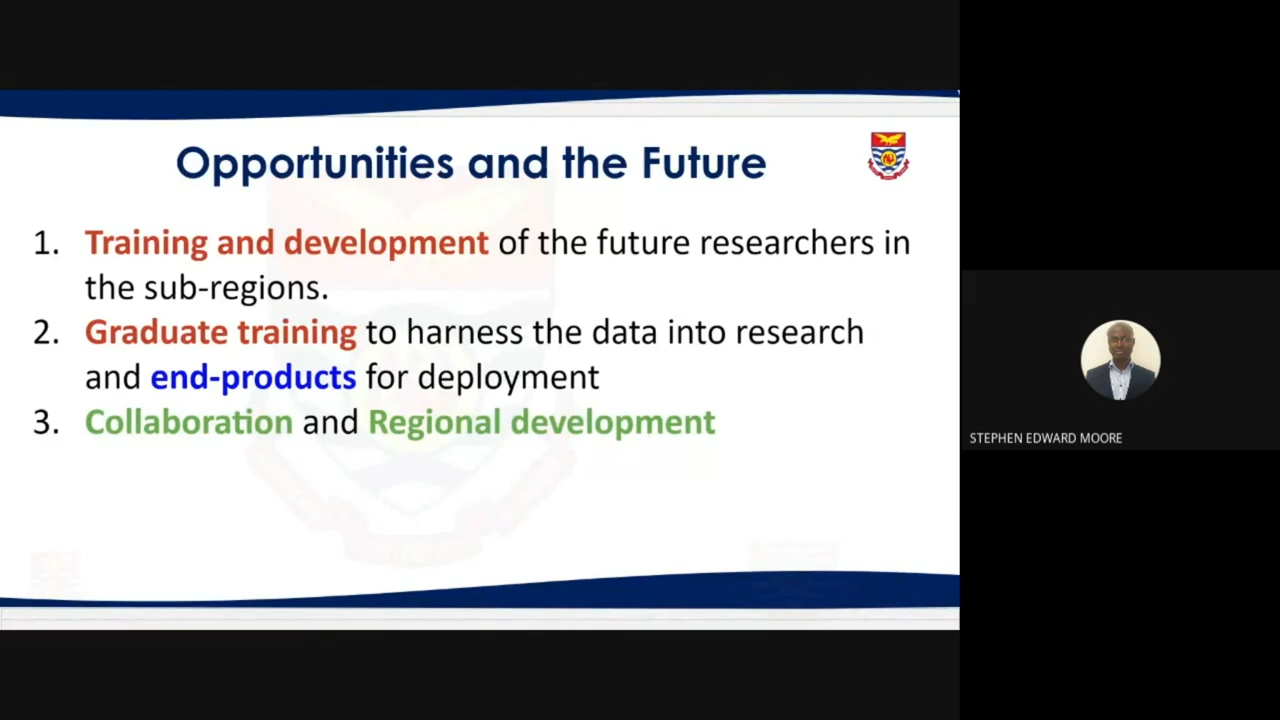 Opportunities and the Future
1. Training and development of the future researchers in
the sub-regions.
2. Graduate training to harness the data into research
and end-products for deployment
3. Collaboration and Regional development
STEPHEN EDWARD MOORE